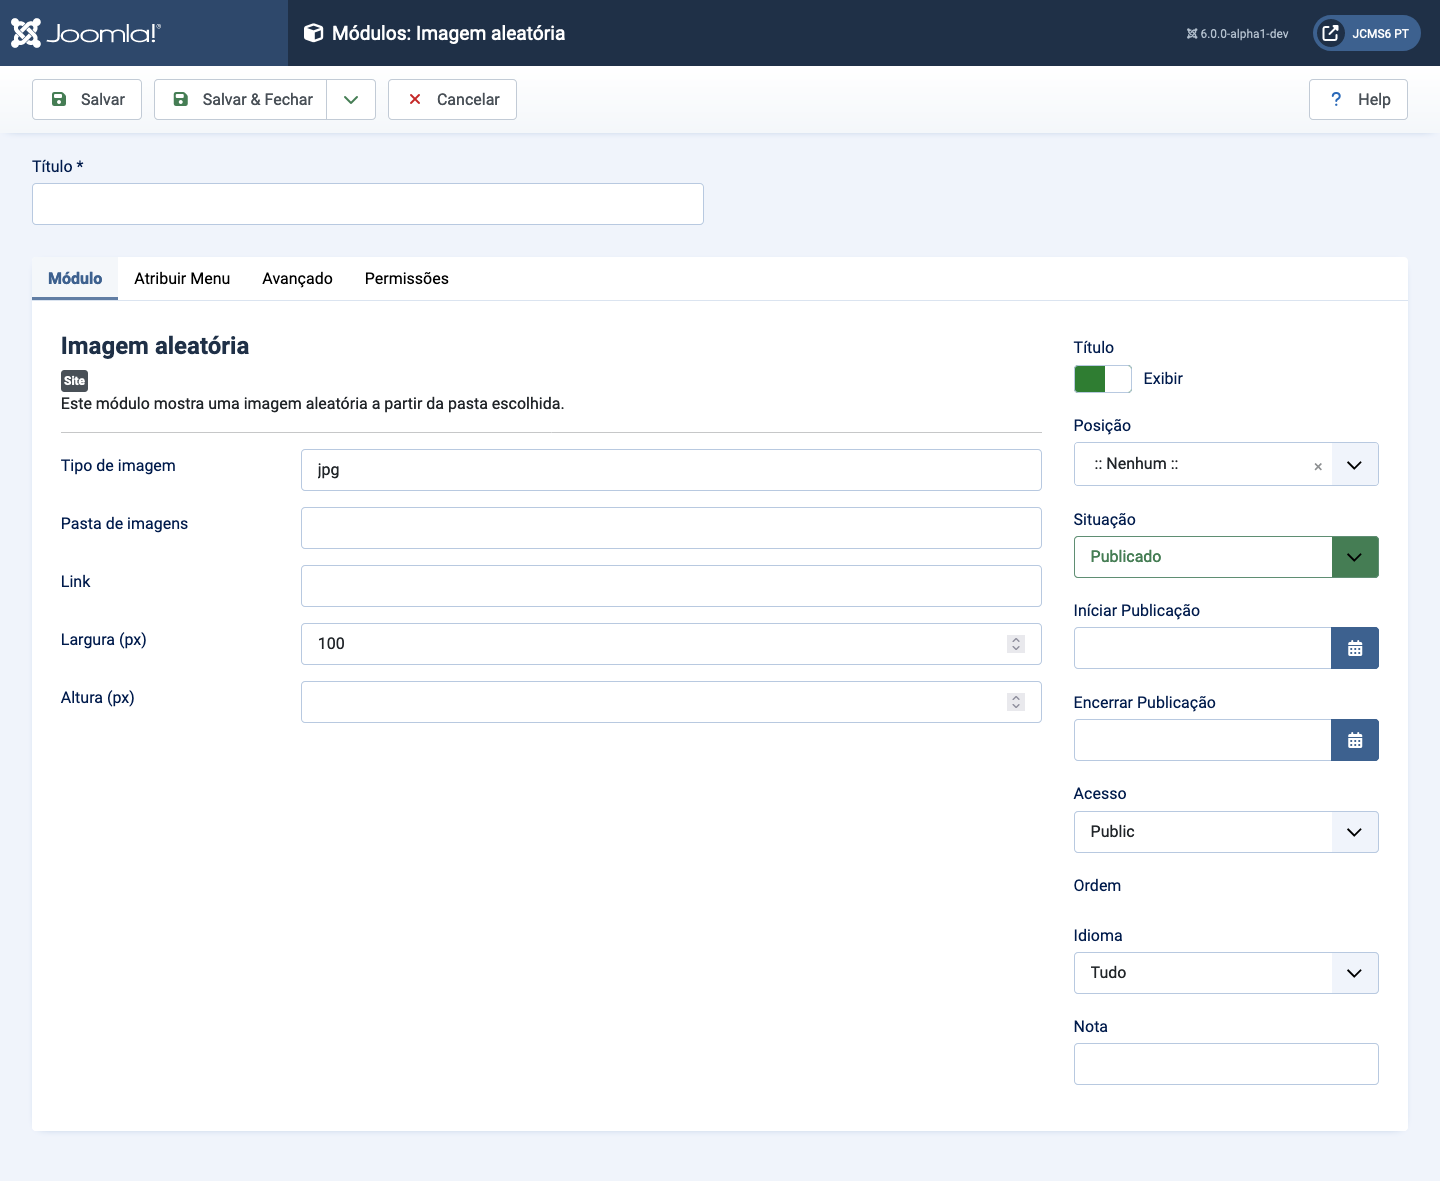 Joomla!®
Módulos: Imagem aleatória
6.0.0-alpha1-dev
JCMS6 PT
Salvar
Salvar & Fechar
Cancelar
? Help
Título *
Módulo
Atribuir Menu
Avançado
Permissões
Imagem aleatória
Site
Este módulo mostra uma imagem aleatória a partir da pasta escolhida.
Tipo de imagem
jpg
Pasta de imagens
Link
Largura (px)
100
Altura (px)
Título
Exibir
Posição
:: Nenhum ::
×
Situação
Publicado
Iníciar Publicação
Encerrar Publicação
Acesso
Public
Ordem
Idioma
Tudo
Nota